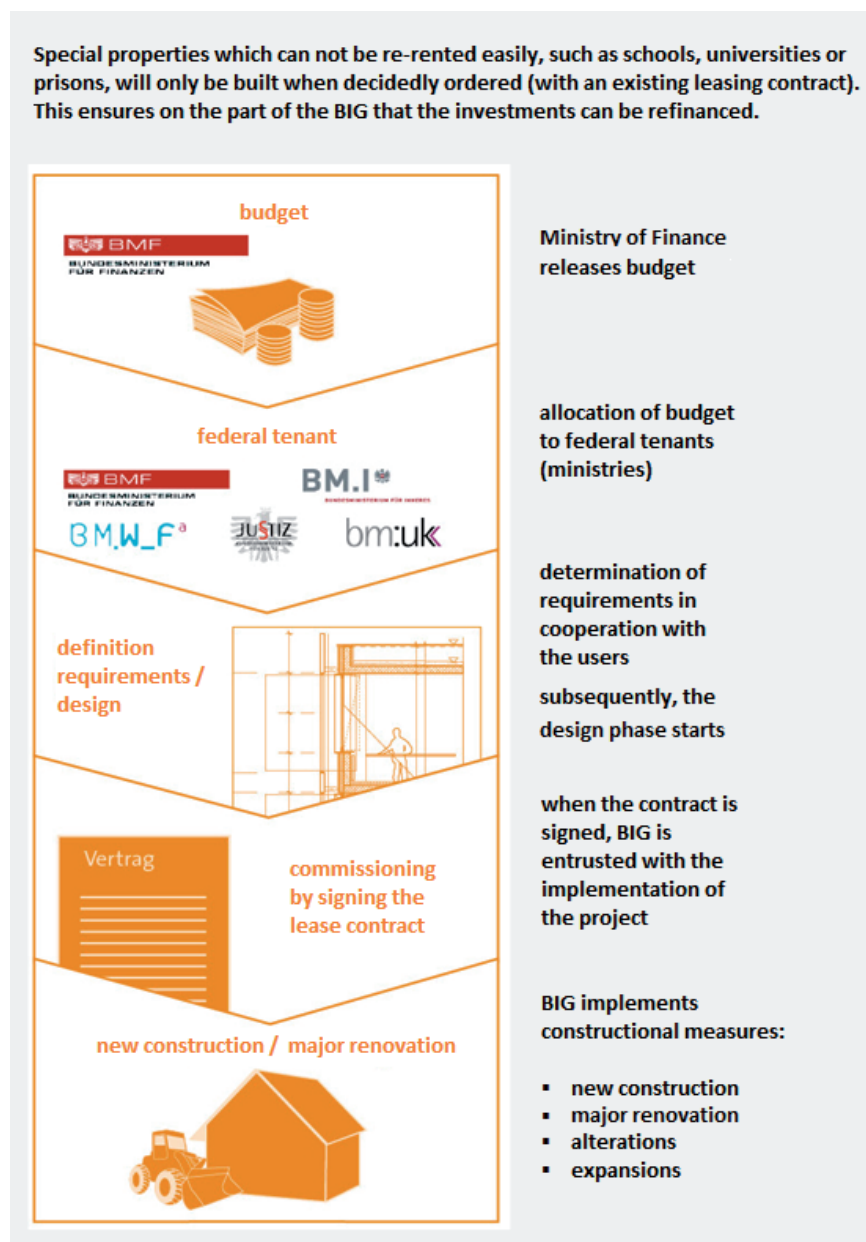 Special properties which can not be re-rented easily, such as schools, universities or
prisons, will only be built when decidedly ordered (with an existing leasing contract).
This ensures on the part of the BIG that the investments can be refinanced.
budget
BMF
BUNDESMINISTERIUM
FÜR FINANZEN
Ministry of Finance
releases budget
federal tenant
BMF
BUNDESMINISTERIUM
FÜR FINANZEN
BM.I
BUNDESMINISTERIUM FÜR INNERES
BM.W_Fª
JUSTIZ
bm:ukk
allocation of budget
to federal tenants
(ministries)
definition
requirements /
design
determination of
requirements in
cooperation with
the users
subsequently, the
design phase starts
Vertrag
commissioning
by signing the
lease contract
when the contract is
signed, BIG is
entrusted with the
implementation of
the project
new construction / major renovation
BIG implements
constructional measures:
▪ new construction
▪ major renovation
▪ alterations
▪ expansions